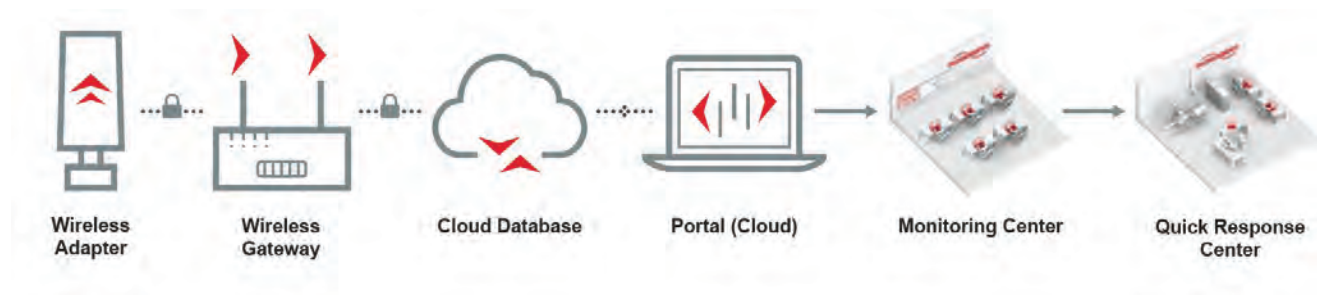 Wireless
Adapter
Wireless
Gateway
Cloud Database
Portal (Cloud)
Monitoring Center
Quick Response
Center